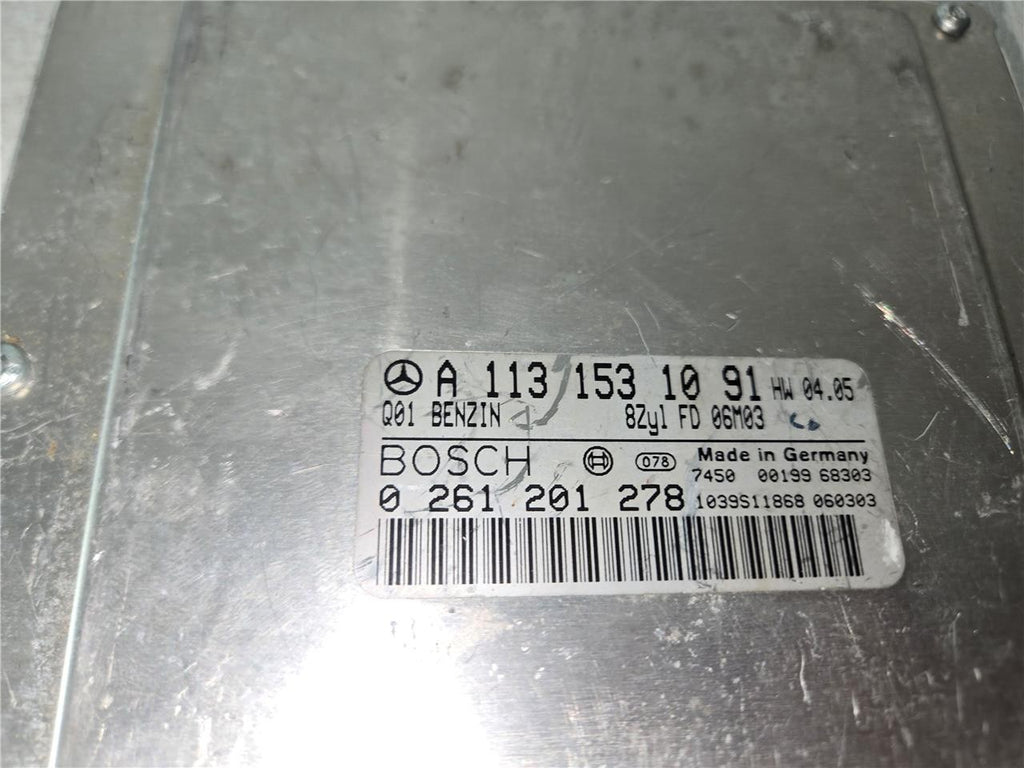 A 113 153 10 91 HW 04.05
Q01 BENZIN 8Zyl FD 06M03
BOSCH 078 Made in Germany
7450 00199 68303
0 261 201 278 1039S11868 060303